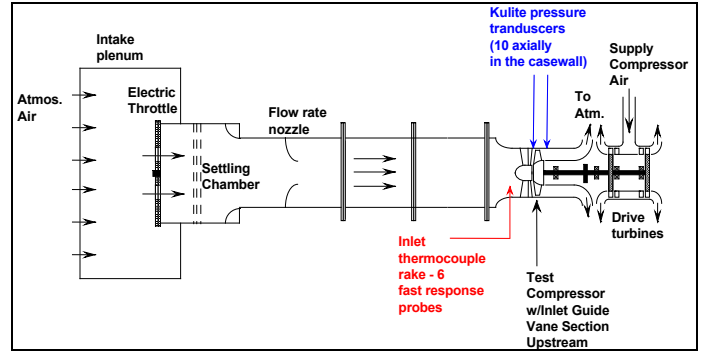 Intake
plenum
Atmos.
Air
Electric
Throttle
Settling
Chamber
Flow rate
nozzle
Kulite pressure
tranduscers
(10 axially
in the casewall)
Supply
Compressor
Air
To
Atm.
Drive
turbines
Inlet
thermocouple
rake - 6
fast response
probes
Test
Compressor
w/Inlet Guide
Vane Section
Upstream